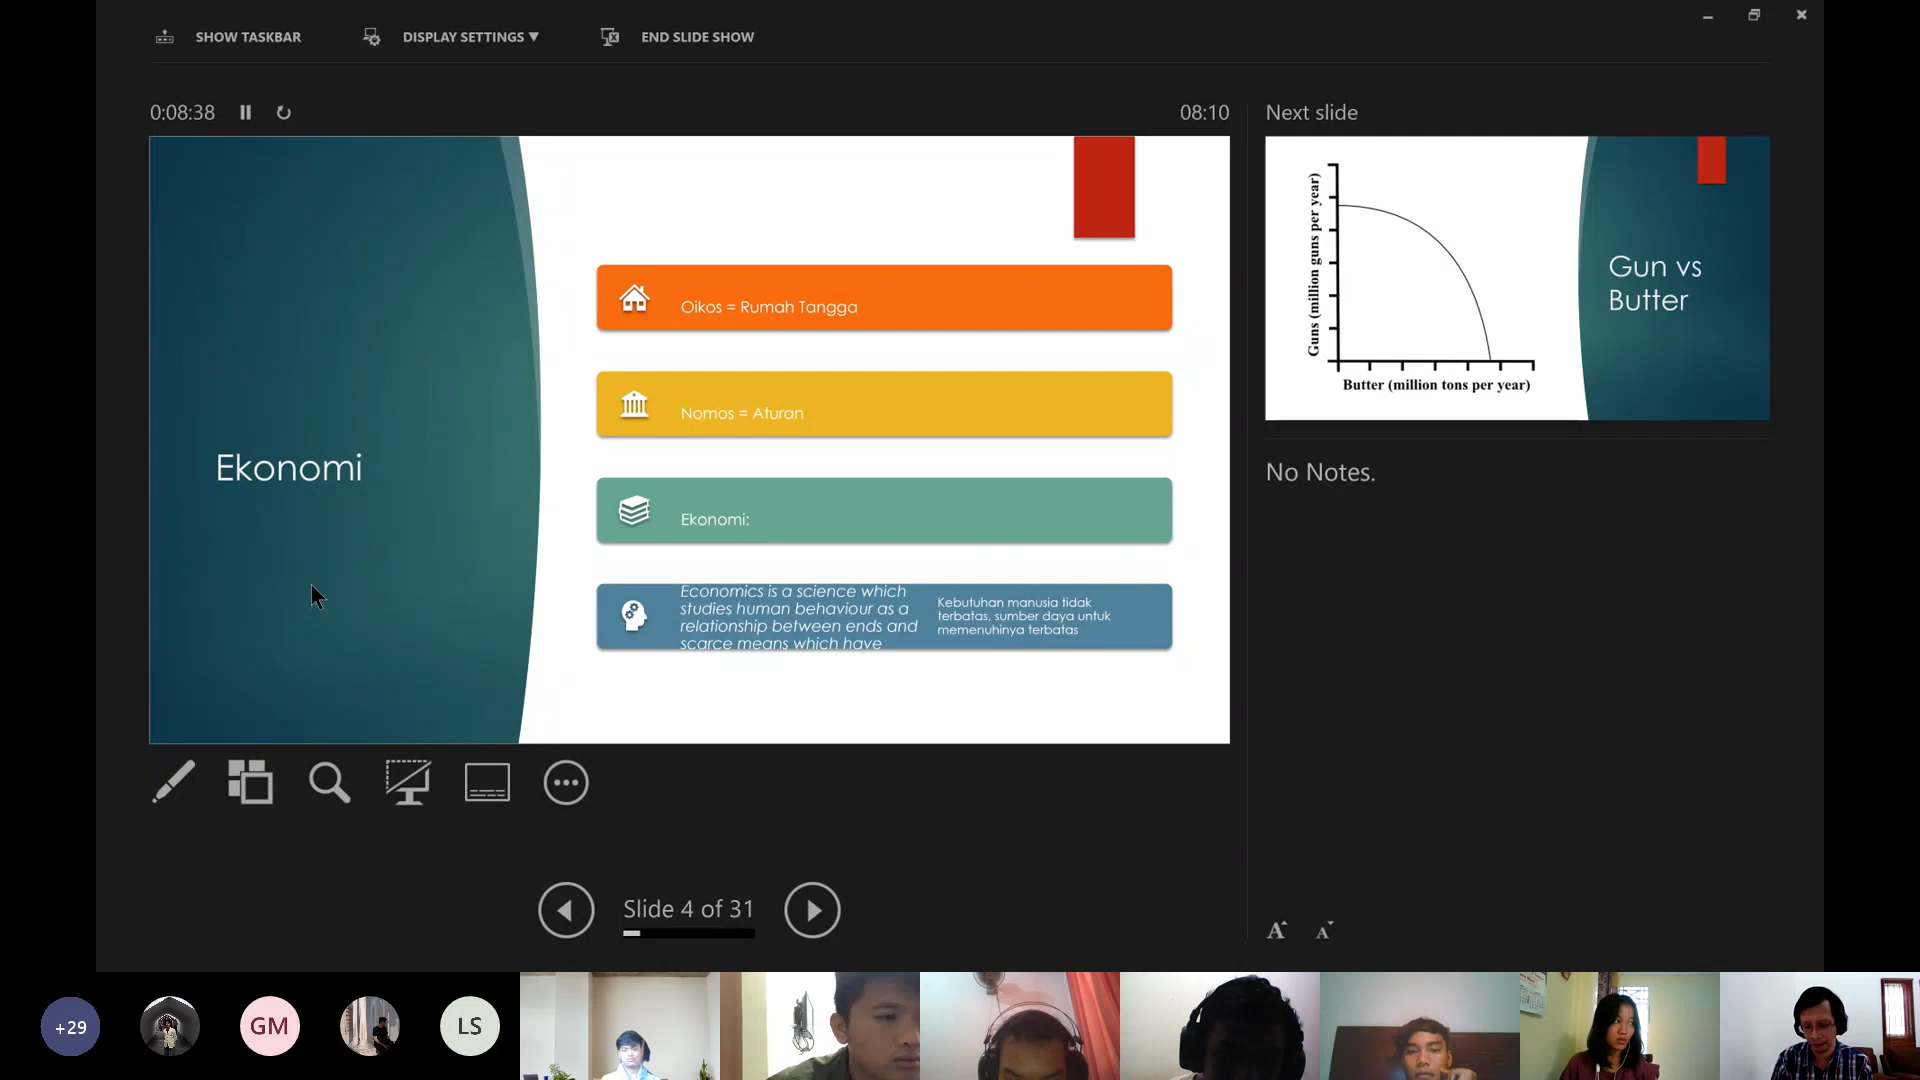 SHOW TASKBAR
DISPLAY SETTINGS ▼
END SLIDE SHOW
0:08:38
08:10
Next slide
Ekonomi
Oikos = Rumah Tangga
Nomos = Aturan
Ekonomi:
Economics is a science which
studies human behaviour as a
relationship between ends and
scarce means which have
Kebutuhan manusia tidak
terbatas, sumber daya untuk
memenuhinya terbatas
Guns (million guns per year)
Butter (million tons per year)
Gun vs
Butter
No Notes.
Slide 4 of 31
A
A
+29
GM
LS